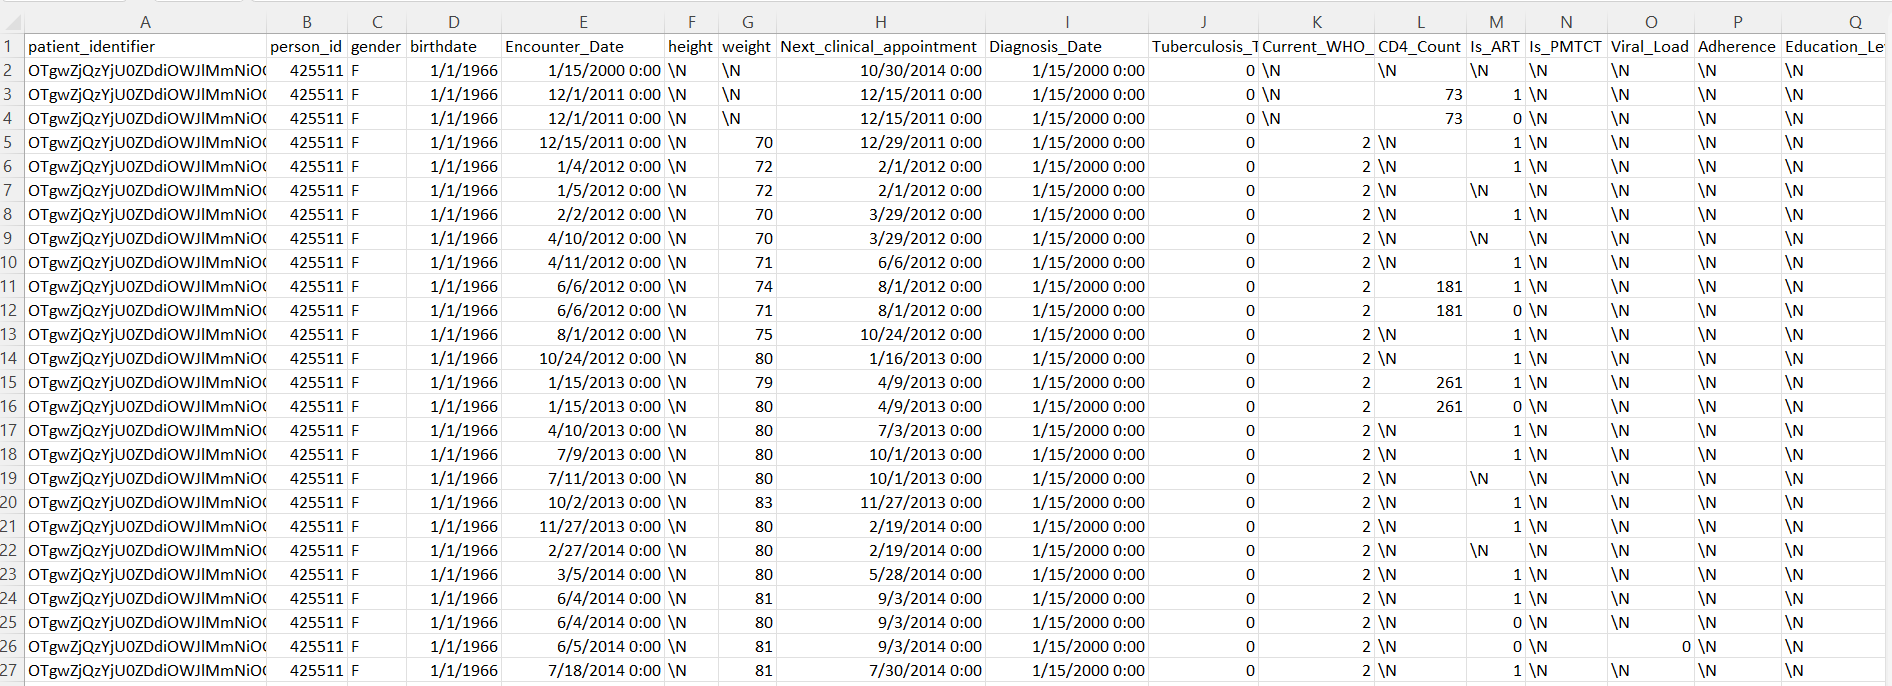 A B C D E F G H I J K L M N O P Q
1 patient_identifier person_id gender birthdate Encounter_Date height weight Next_clinical_appointment Diagnosis_Date Tuberculosis_T Current_WHO_ CD4_Count Is_ART Is_PMTCT Viral_Load Adherence Education_Le
2 OTgwZjQzYjU0ZDdiOWJlMmNiO 425511 F 1/1/1966 1/15/2000 0:00 \N \N 10/30/2014 0:00 1/15/2000 0:00 0 \N \N \N \N \N \N \N
3 OTgwZjQzYjU0ZDdiOWJlMmNiO 425511 F 1/1/1966 12/1/2011 0:00 \N \N 12/15/2011 0:00 1/15/2000 0:00 0 \N 73 1 \N \N \N \N
4 OTgwZjQzYjU0ZDdiOWJlMmNiO 425511 F 1/1/1966 12/1/2011 0:00 \N \N 12/15/2011 0:00 1/15/2000 0:00 0 \N 73 0 \N \N \N \N
5 OTgwZjQzYjU0ZDdiOWJlMmNiO 425511 F 1/1/1966 12/15/2011 0:00 \N 70 12/29/2011 0:00 1/15/2000 0:00 0 2 \N 1 \N \N \N \N
6 OTgwZjQzYjU0ZDdiOWJlMmNiO 425511 F 1/1/1966 1/4/2012 0:00 \N 72 2/1/2012 0:00 1/15/2000 0:00 0 2 \N 1 \N \N \N \N
7 OTgwZjQzYjU0ZDdiOWJlMmNiO 425511 F 1/1/1966 1/5/2012 0:00 \N 72 2/1/2012 0:00 1/15/2000 0:00 0 2 \N \N \N \N \N \N
8 OTgwZjQzYjU0ZDdiOWJlMmNiO 425511 F 1/1/1966 2/2/2012 0:00 \N 70 3/29/2012 0:00 1/15/2000 0:00 0 2 \N 1 \N \N \N \N
9 OTgwZjQzYjU0ZDdiOWJlMmNiO 425511 F 1/1/1966 4/10/2012 0:00 \N 70 3/29/2012 0:00 1/15/2000 0:00 0 2 \N \N \N \N \N \N
10 OTgwZjQzYjU0ZDdiOWJlMmNiO 425511 F 1/1/1966 4/11/2012 0:00 \N 71 6/6/2012 0:00 1/15/2000 0:00 0 2 \N 1 \N \N \N \N
11 OTgwZjQzYjU0ZDdiOWJlMmNiO 425511 F 1/1/1966 6/6/2012 0:00 \N 74 8/1/2012 0:00 1/15/2000 0:00 0 2 181 1 \N \N \N \N
12 OTgwZjQzYjU0ZDdiOWJlMmNiO 425511 F 1/1/1966 6/6/2012 0:00 \N 71 8/1/2012 0:00 1/15/2000 0:00 0 2 181 0 \N \N \N \N
13 OTgwZjQzYjU0ZDdiOWJlMmNiO 425511 F 1/1/1966 8/1/2012 0:00 \N 75 10/24/2012 0:00 1/15/2000 0:00 0 2 \N 1 \N \N \N \N
14 OTgwZjQzYjU0ZDdiOWJlMmNiO 425511 F 1/1/1966 10/24/2012 0:00 \N 80 1/16/2013 0:00 1/15/2000 0:00 0 2 \N 1 \N \N \N \N
15 OTgwZjQzYjU0ZDdiOWJlMmNiO 425511 F 1/1/1966 1/15/2013 0:00 \N 79 4/9/2013 0:00 1/15/2000 0:00 0 2 261 1 \N \N \N \N
16 OTgwZjQzYjU0ZDdiOWJlMmNiO 425511 F 1/1/1966 1/15/2013 0:00 \N 80 4/9/2013 0:00 1/15/2000 0:00 0 2 261 0 \N \N \N \N
17 OTgwZjQzYjU0ZDdiOWJlMmNiO 425511 F 1/1/1966 4/10/2013 0:00 \N 80 7/3/2013 0:00 1/15/2000 0:00 0 2 \N 1 \N \N \N \N
18 OTgwZjQzYjU0ZDdiOWJlMmNiO 425511 F 1/1/1966 7/9/2013 0:00 \N 80 10/1/2013 0:00 1/15/2000 0:00 0 2 \N 1 \N \N \N \N
19 OTgwZjQzYjU0ZDdiOWJlMmNiO 425511 F 1/1/1966 7/11/2013 0:00 \N 80 10/1/2013 0:00 1/15/2000 0:00 0 2 \N \N \N \N \N \N
20 OTgwZjQzYjU0ZDdiOWJlMmNiO 425511 F 1/1/1966 10/2/2013 0:00 \N 83 11/27/2013 0:00 1/15/2000 0:00 0 2 \N 1 \N \N \N \N
21 OTgwZjQzYjU0ZDdiOWJlMmNiO 425511 F 1/1/1966 11/27/2013 0:00 \N 80 2/19/2014 0:00 1/15/2000 0:00 0 2 \N 1 \N \N \N \N
22 OTgwZjQzYjU0ZDdiOWJlMmNiO 425511 F 1/1/1966 2/27/2014 0:00 \N 80 2/19/2014 0:00 1/15/2000 0:00 0 2 \N \N \N \N \N \N
23 OTgwZjQzYjU0ZDdiOWJlMmNiO 425511 F 1/1/1966 3/5/2014 0:00 \N 80 5/28/2014 0:00 1/15/2000 0:00 0 2 \N 1 \N \N \N \N
24 OTgwZjQzYjU0ZDdiOWJlMmNiO 425511 F 1/1/1966 6/4/2014 0:00 \N 81 9/3/2014 0:00 1/15/2000 0:00 0 2 \N 1 \N \N \N \N
25 OTgwZjQzYjU0ZDdiOWJlMmNiO 425511 F 1/1/1966 6/4/2014 0:00 \N 80 9/3/2014 0:00 1/15/2000 0:00 0 2 \N 0 \N \N \N \N
26 OTgwZjQzYjU0ZDdiOWJlMmNiO 425511 F 1/1/1966 6/5/2014 0:00 \N 81 9/3/2014 0:00 1/15/2000 0:00 0 2 \N 0 \N 0 \N \N
27 OTgwZjQzYjU0ZDdiOWJlMmNiO 425511 F 1/1/1966 7/18/2014 0:00 \N 81 7/30/2014 0:00 1/15/2000 0:00 0 2 \N 1 \N \N \N \N